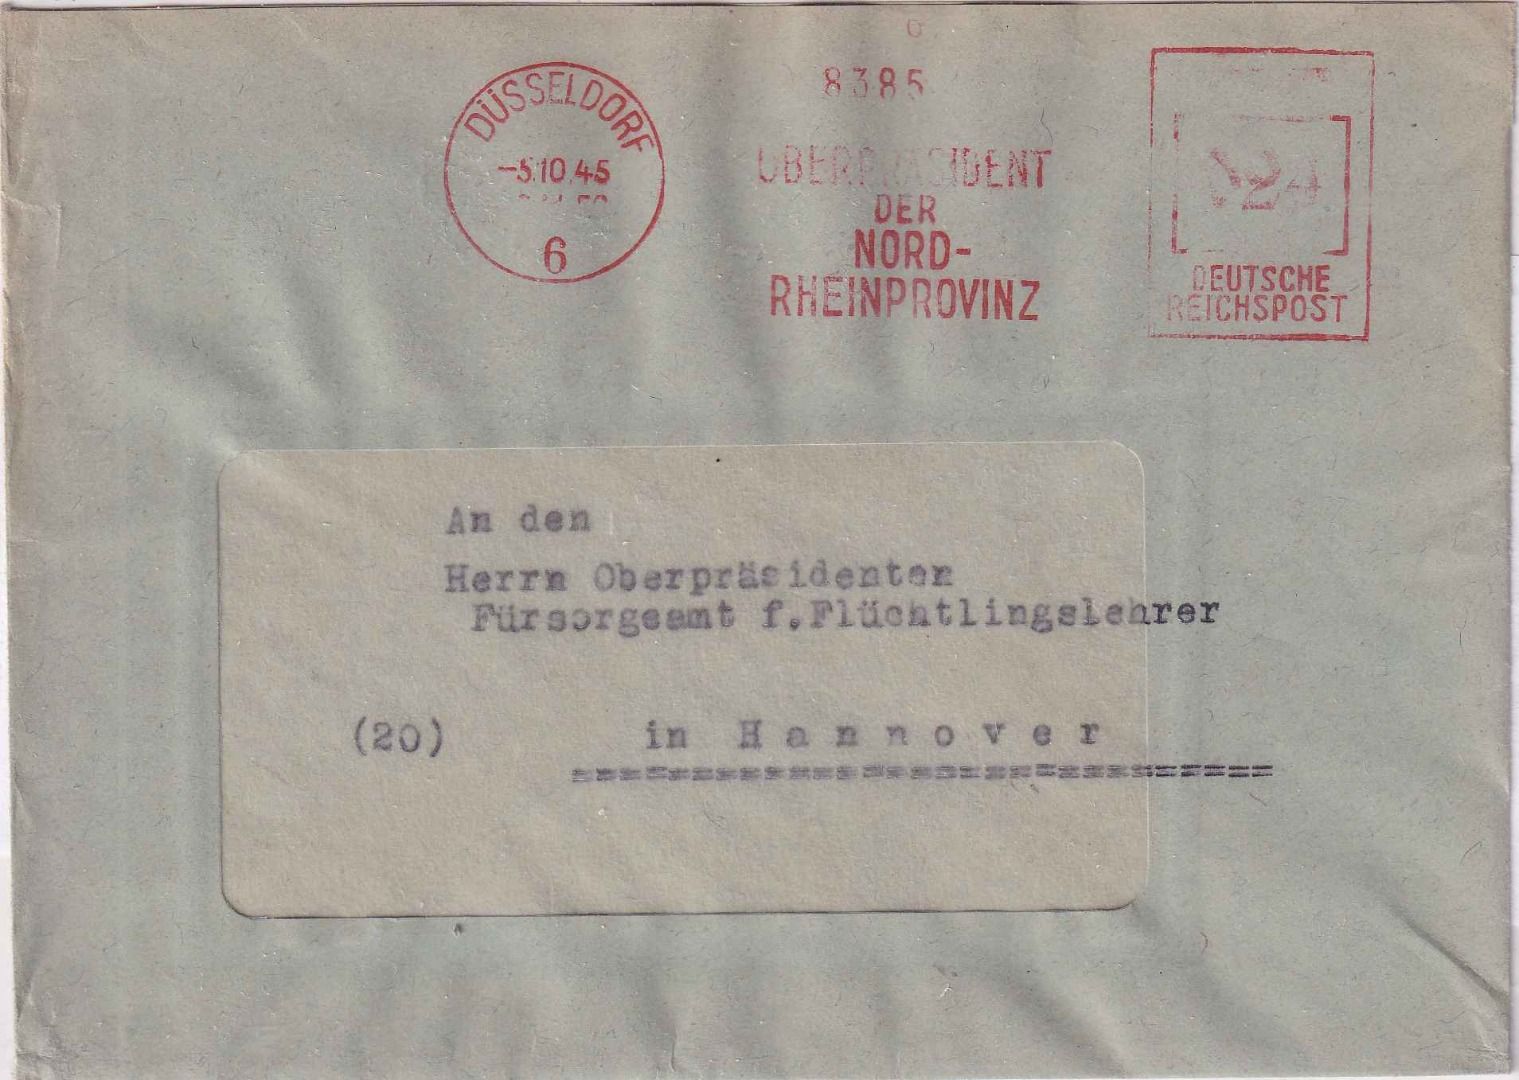 DÜSSELDORF
-5.10.45
6
8385
OBERPRÄSIDENT
DER
NORD-
RHEINPROVINZ
24
DEUTSCHE
REICHSPOST
An den
Herrn Oberpräsidenten
Fürsorgeamt f.Flüchtlingslehrer
(20) in Hannover